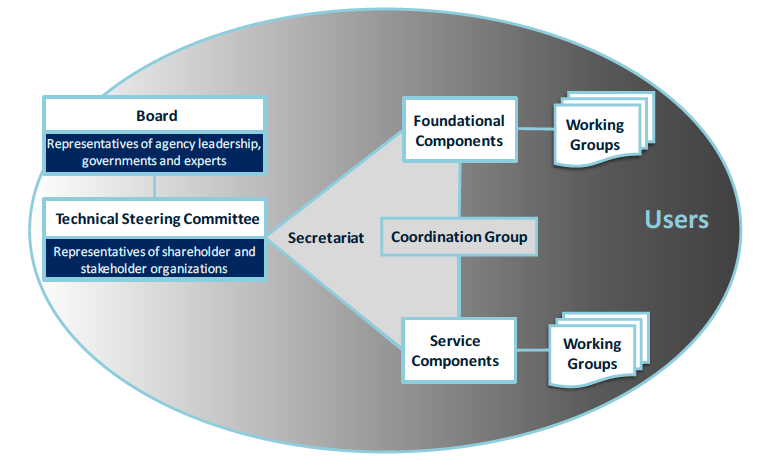 Board
Representatives of agency leadership,
governments and experts
Technical Steering Committee
Representatives of shareholder and
stakeholder organizations
Secretariat
Foundational
Components
Working
Groups
Coordination Group
Users
Service
Components
Working
Groups